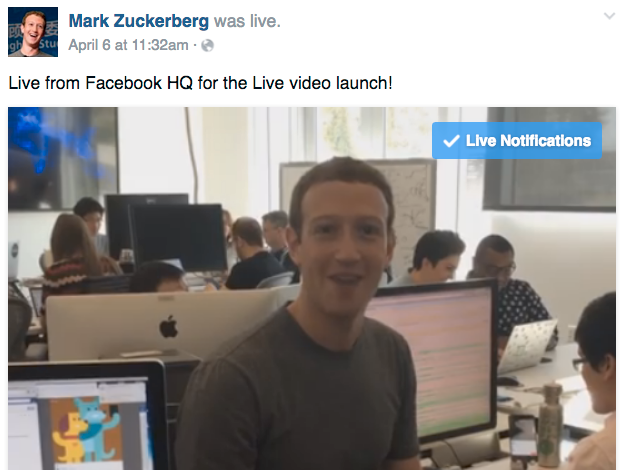 Mark Zuckerberg was live.
April 6 at 11:32am ·
Live from Facebook HQ for the Live video launch!
Live Notifications